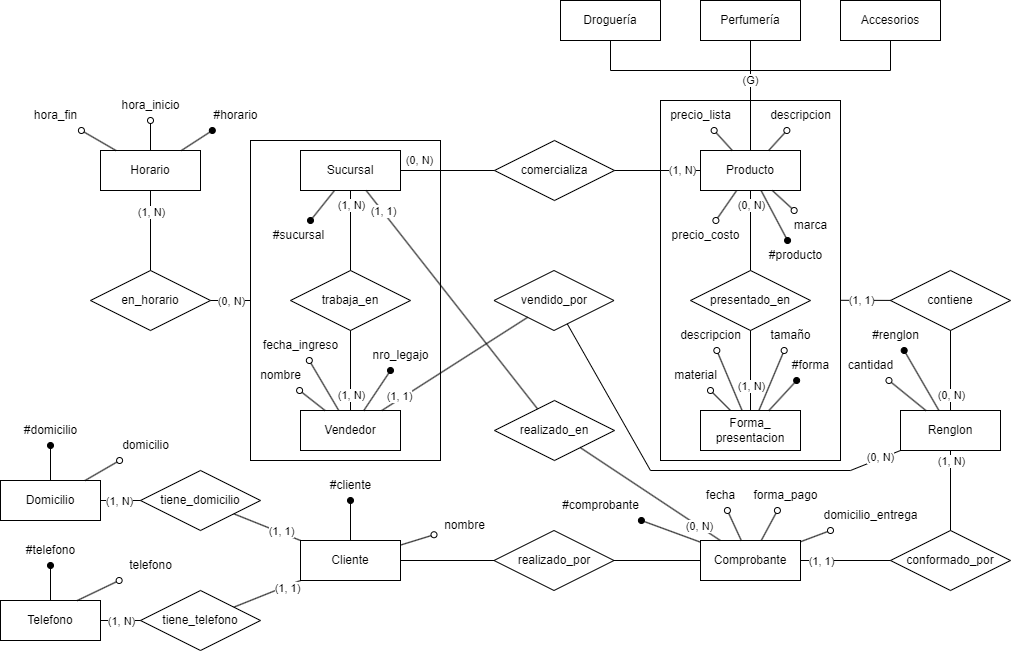 Droguería
Perfumería
Accesorios
(G)
hora_fin
hora_inicio
#horario
precio_lista
descripcion
Horario
Sucursal
(0, N)
comercializa
(1, N)
Producto
(1, N)
(1, N)
(1, 1)
(0, N)
#sucursal
precio_costo
marca
#producto
en_horario
(0, N)
trabaja_en
vendido_por
presentado_en
(1, 1)
contiene
fecha_ingreso
nro_legajo
descripcion
tamaño
#renglon
nombre
material
#forma
cantidad
(1, N)
(1, 1)
(1, N)
(0, N)
#domicilio
Vendedor
realizado_en
Forma_
presentacion
Renglon
domicilio
(0, N)
(1, N)
#cliente
Domicilio
(1, N)
tiene_domicilio
#comprobante
fecha
forma_pago
domicilio_entrega
nombre
(0, N)
(1, 1)
#telefono
telefono
Cliente
realizado_por
Comprobante
(1, 1)
conformado_por
(1, 1)
Telefono
(1, N)
tiene_telefono